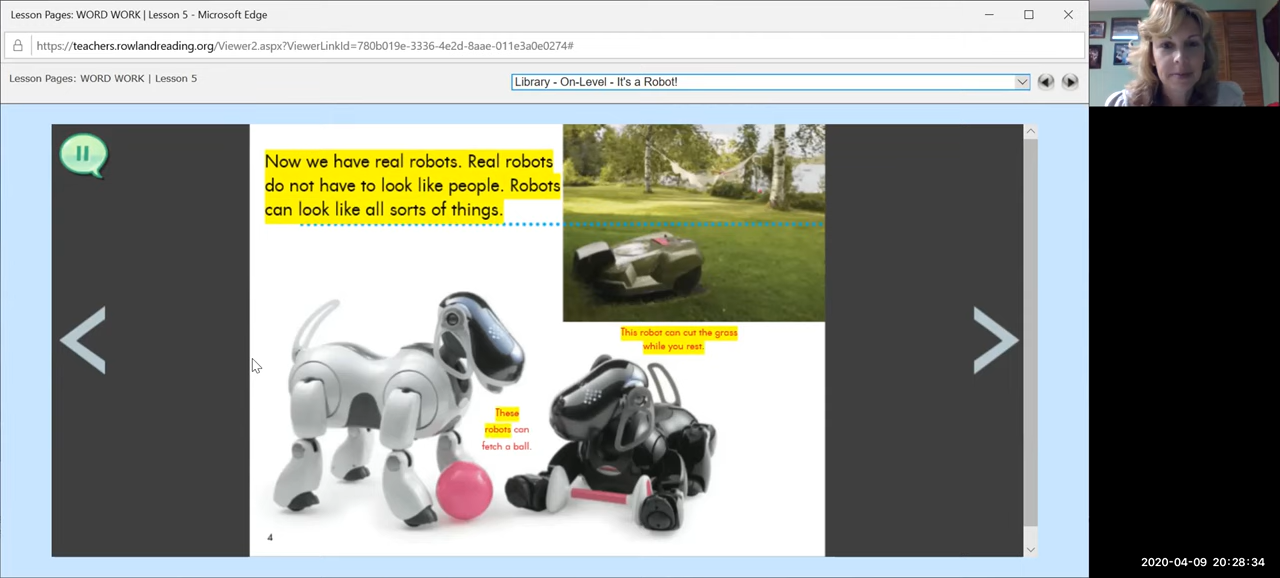 Lesson Pages: WORD WORK | Lesson 5 - Microsoft Edge
https://teachers.rowlandreading.org/Viewer2.aspx?ViewerLinkId=780b019e-3336-4e2d-8aae-011e3a0e0274#
Lesson Pages: WORD WORK | Lesson 5
Library - On-Level - It's a Robot!
Now we have real robots. Real robots
do not have to look like people. Robots
can look like all sorts of things.
This robot can cut the grass
while you rest.
These
robots can
fetch a ball.
4
2020-04-09 20:28:34